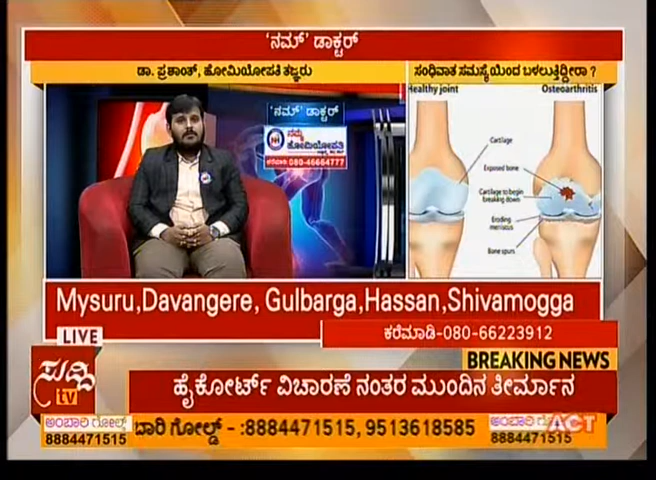 'ನಮ್' ಡಾಕ್ಟರ್
ಡಾ. ಪ್ರಶಾಂತ್, ಹೋಮಿಯೋಪತಿ ತಜ್ಞರು
ಸಂಧಿವಾತ ಸಮಸ್ಯೆಯಿಂದ ಬಳಲುತ್ತಿದ್ದೀರಾ ?
'ನಮ್' ಡಾಕ್ಟರ್
ನಮ್ಮ
ಹೋಮಿಯೋಪತಿ
ಕರೆಮಾಡಿ 080-46664777
Healthy joint
Osteoarthritis
Cartilage
Exposed bone
Cartilage to begin
breaking down
Eroding
meniscus
Bone spurs
Mysuru,Davangere, Gulbarga,Hassan,Shivamogga
ಕರೆಮಾಡಿ-080-66223912
LIVE
ಸುದ್ದಿ
tv
BREAKING NEWS
ಹೈಕೋರ್ಟ್ ವಿಚಾರಣೆ ನಂತರ ಮುಂದಿನ ತೀರ್ಮಾನ
ಅಂಬಾರಿ ಗೋಲ್ಡ್
8884471515
ಬಾರಿ ಗೋಲ್ಡ್ - :8884471515, 9513618585
ಅಂಬಾರಿ ಗೋಲ್ಡ್
8884471515
ACT